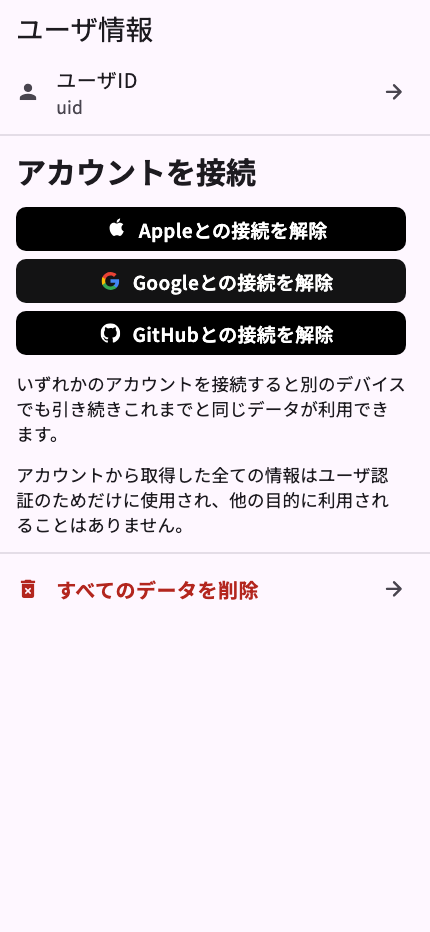 ユーザ情報
ユーザID
uid
アカウントを接続
Appleとの接続を解除
Googleとの接続を解除
GitHubとの接続を解除
いずれかのアカウントを接続すると別のデバイス
でも引き続きこれまでと同じデータが利用でき
ます。
アカウントから取得した全ての情報はユーザ認
証のためだけに使用され、他の目的に利用され
ることはありません。
すべてのデータを削除